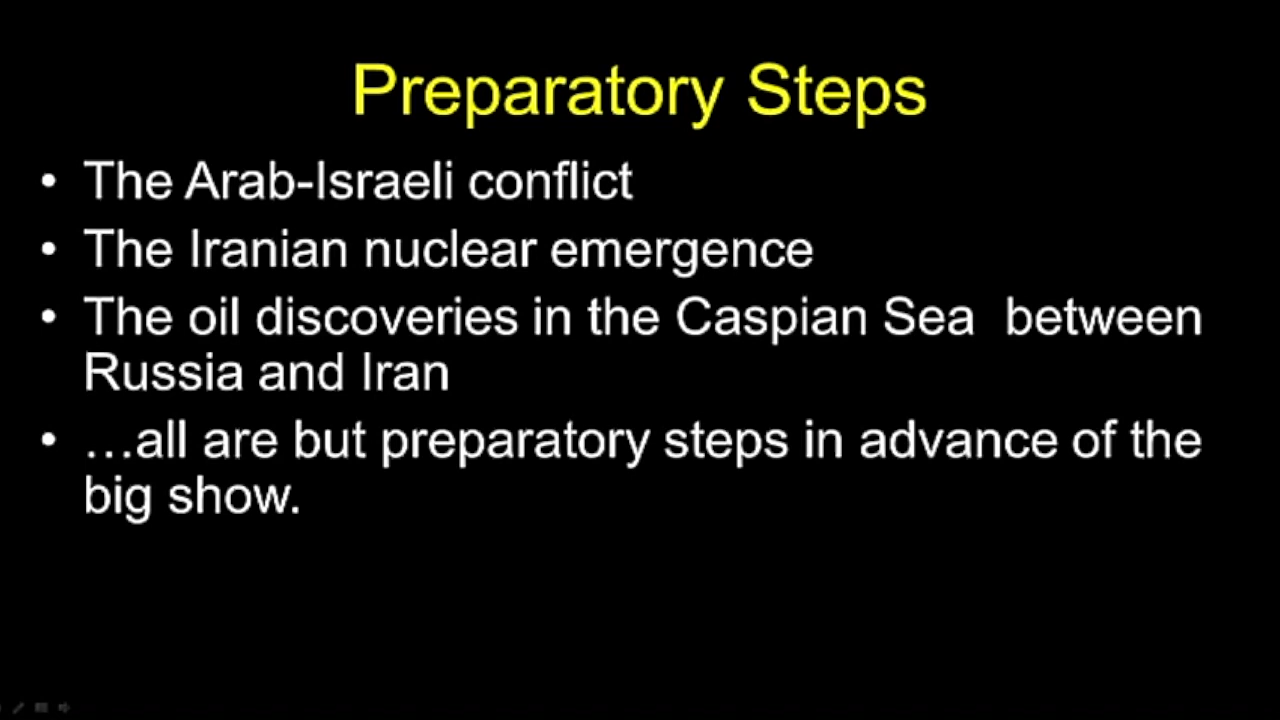 Preparatory Steps
• The Arab-Israeli conflict
• The Iranian nuclear emergence
• The oil discoveries in the Caspian Sea  between
Russia and Iran
• …all are but preparatory steps in advance of the
big show.